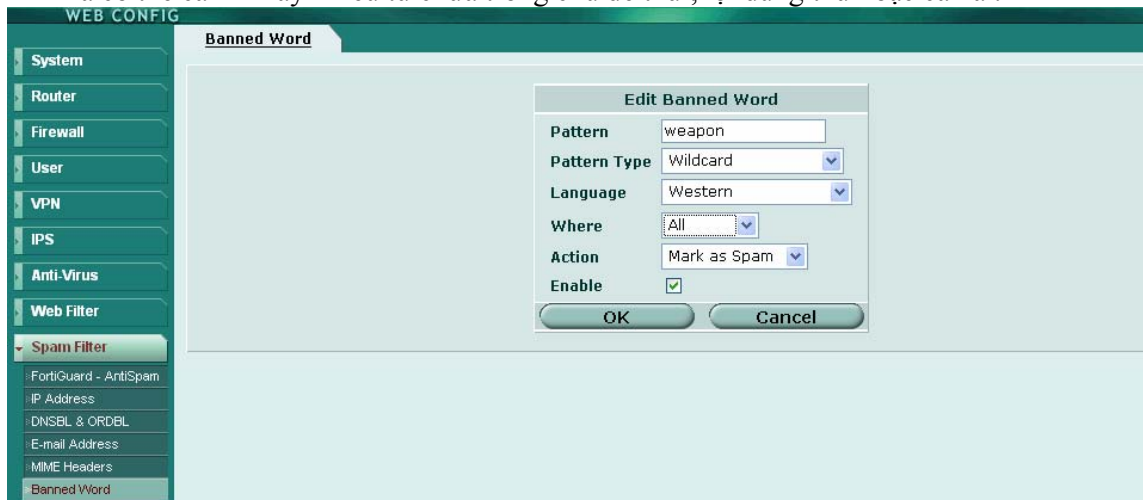 WEB CONFIG
Banned Word
System
Router
Firewall
User
VPN
IPS
Anti-Virus
Web Filter
Spam Filter
FortiGuard - AntiSpam
IP Address
DNSBL & ORDBL
E-mail Address
MIME Headers
Banned Word
Edit Banned Word
Pattern weapon
Pattern Type Wildcard
Language Western
Where All
Action Mark as Spam
Enable
OK Cancel